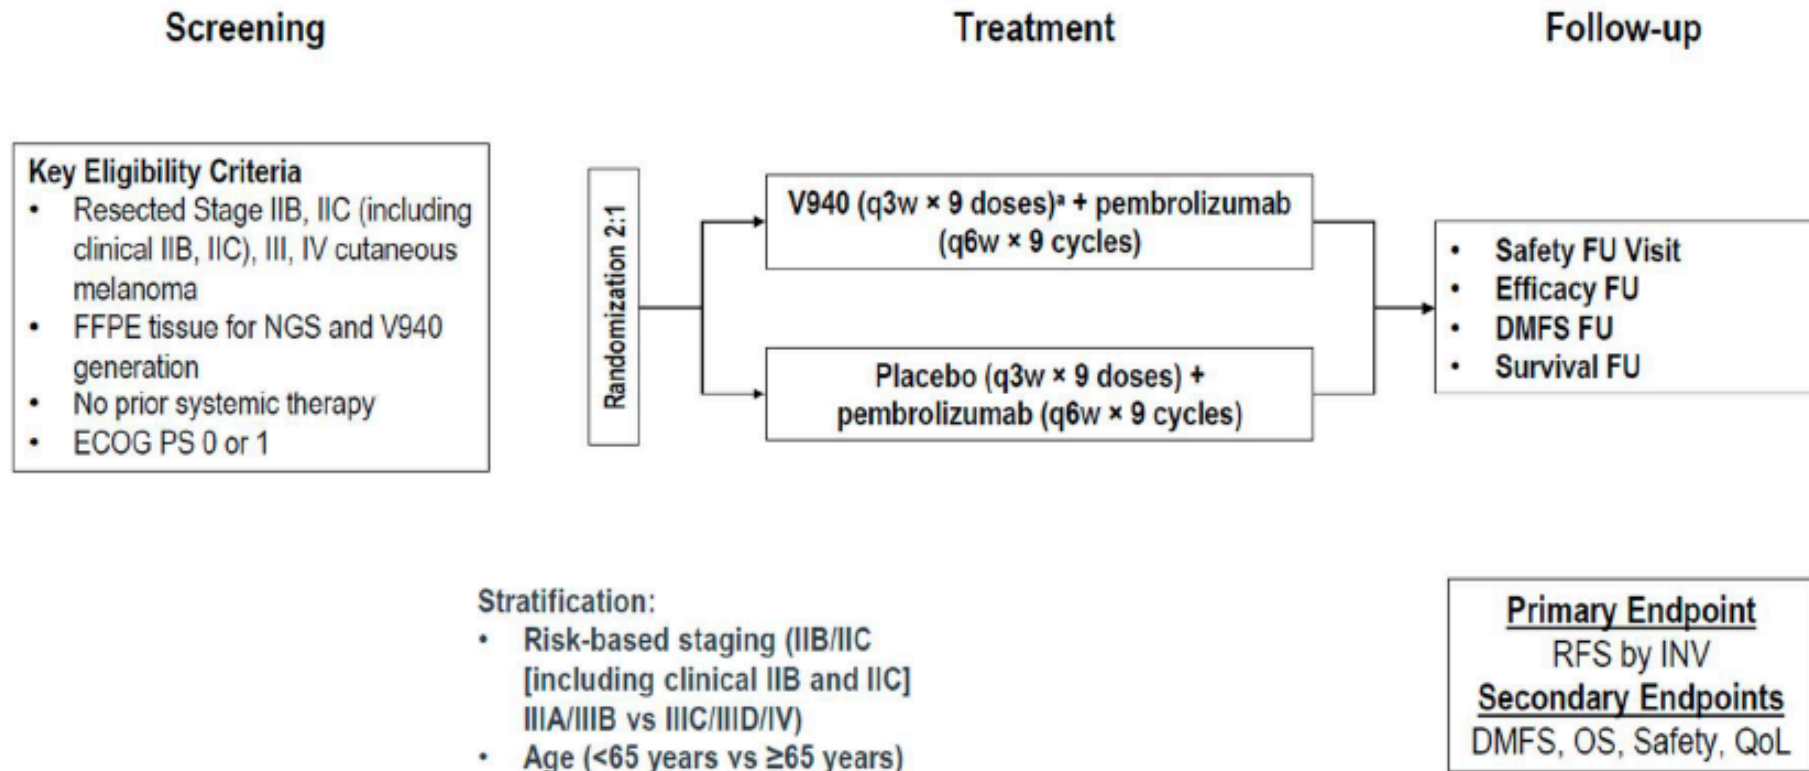 Screening
Treatment
Follow-up
Key Eligibility Criteria
• Resected Stage IIB, IIC (including
clinical IIB, IIC), III, IV cutaneous
melanoma
• FFPE tissue for NGS and V940
generation
• No prior systemic therapy
• ECOG PS 0 or 1
Randomization 2:1
V940 (q3w × 9 doses)ᵃ + pembrolizumab
(q6w × 9 cycles)
Placebo (q3w × 9 doses) +
pembrolizumab (q6w × 9 cycles)
• Safety FU Visit
• Efficacy FU
• DMFS FU
• Survival FU
Stratification:
• Risk-based staging (IIB/IIC
[including clinical IIB and IIC]
IIIA/IIIB vs IIIC/IIID/IV)
• Age (<65 years vs ≥65 years)
Primary Endpoint
RFS by INV
Secondary Endpoints
DMFS, OS, Safety, QoL